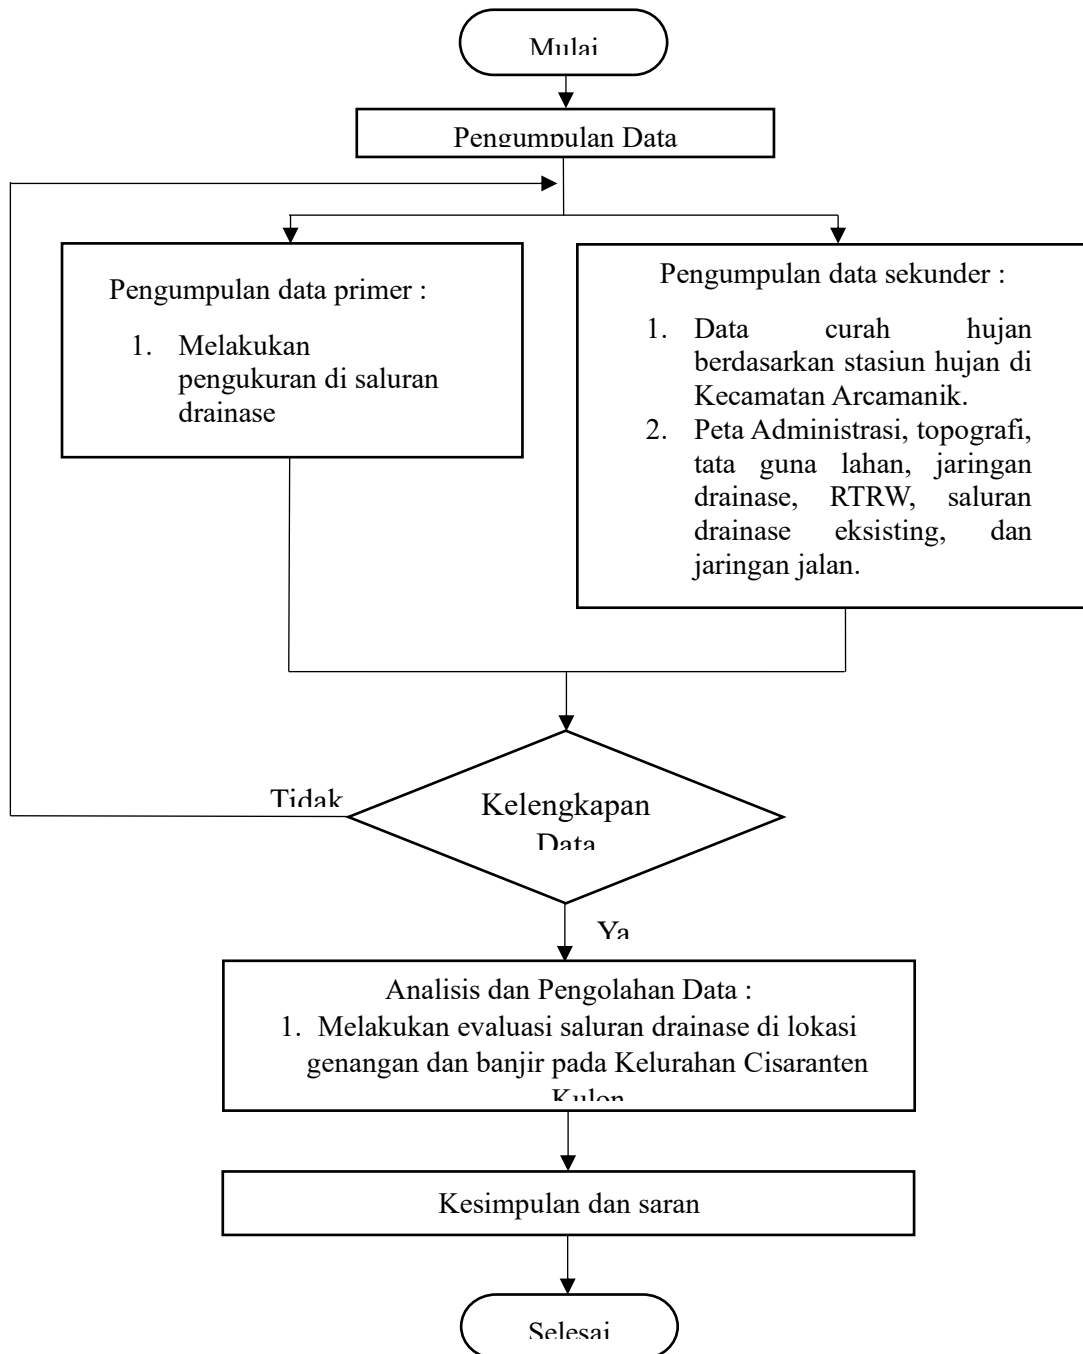 Mulai
Pengumpulan Data
Pengumpulan data primer :
1. Melakukan
pengukuran di saluran
drainase
Pengumpulan data sekunder :
1. Data curah hujan
berdasarkan stasiun hujan di
Kecamatan Arcamanik.
2. Peta Administrasi, topografi,
tata guna lahan, jaringan
drainase, RTRW, saluran
drainase eksisting, dan
jaringan jalan.
Kelengkapan
Data
Tidak
Ya
Analisis dan Pengolahan Data :
1. Melakukan evaluasi saluran drainase di lokasi
genangan dan banjir pada Kelurahan Cisaranten
Kulon
Kesimpulan dan saran
Selesai